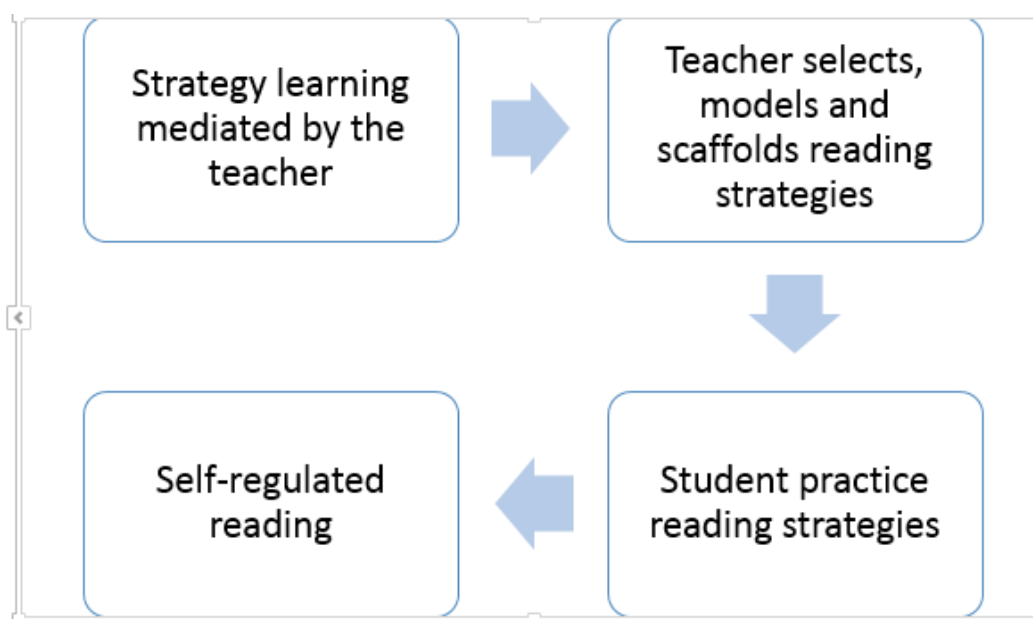 Strategy learning
mediated by the
teacher
Teacher selects,
models and
scaffolds reading
strategies
Student practice
reading strategies
Self-regulated
reading